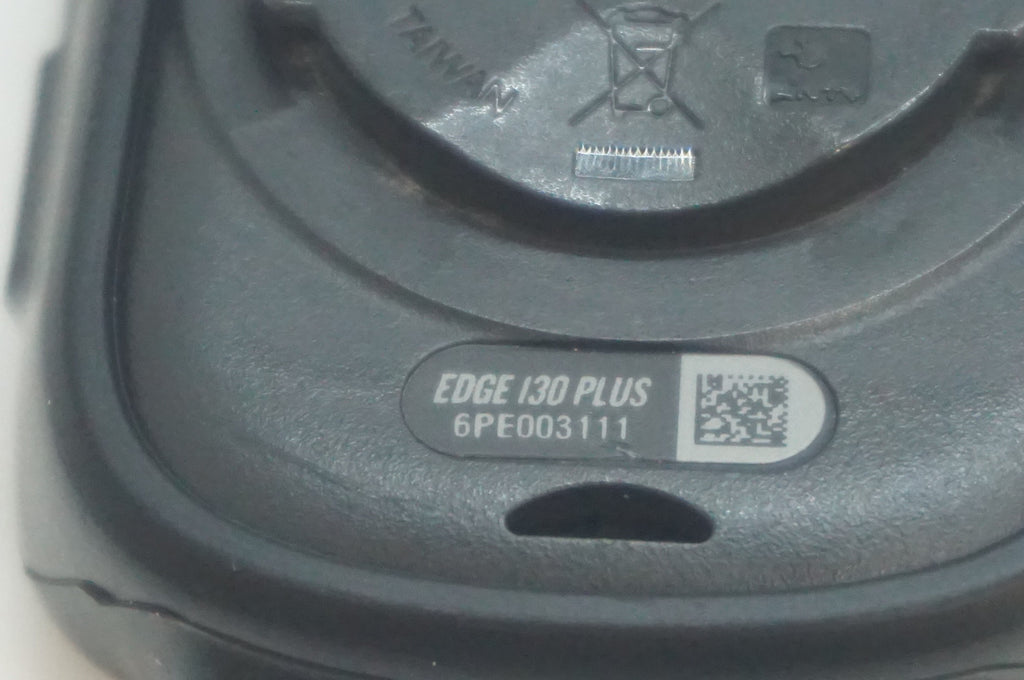 TAIWAN
EDGE 130 PLUS
6PE003111